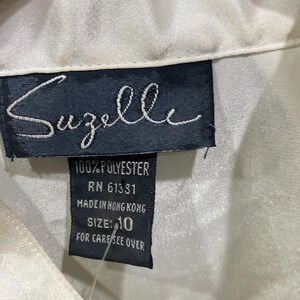 Suzelle
100% POLYESTER
RN 61331
MADE IN HONG KONG
SIZE: 10
FOR CARE SEE OVER